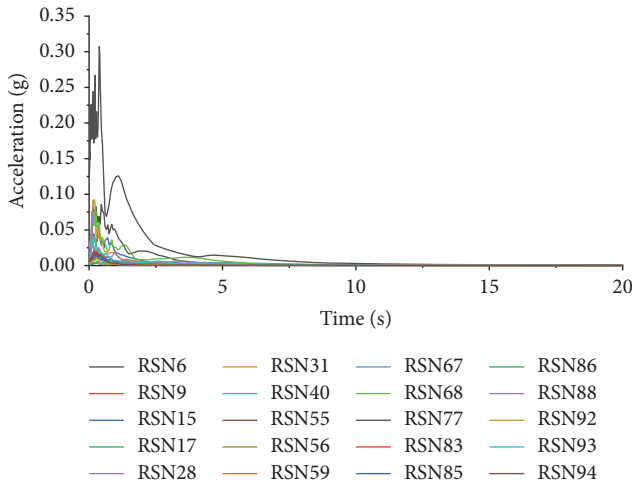 0.35
0.30
0.25
0.20
0.15
0.10
0.05
0.00
Acceleration (g)
0 5 10 15 20
Time (s)
RSN6 RSN31 RSN67 RSN86
RSN9 RSN40 RSN68 RSN88
RSN15 RSN55 RSN77 RSN92
RSN17 RSN56 RSN83 RSN93
RSN28 RSN59 RSN85 RSN94